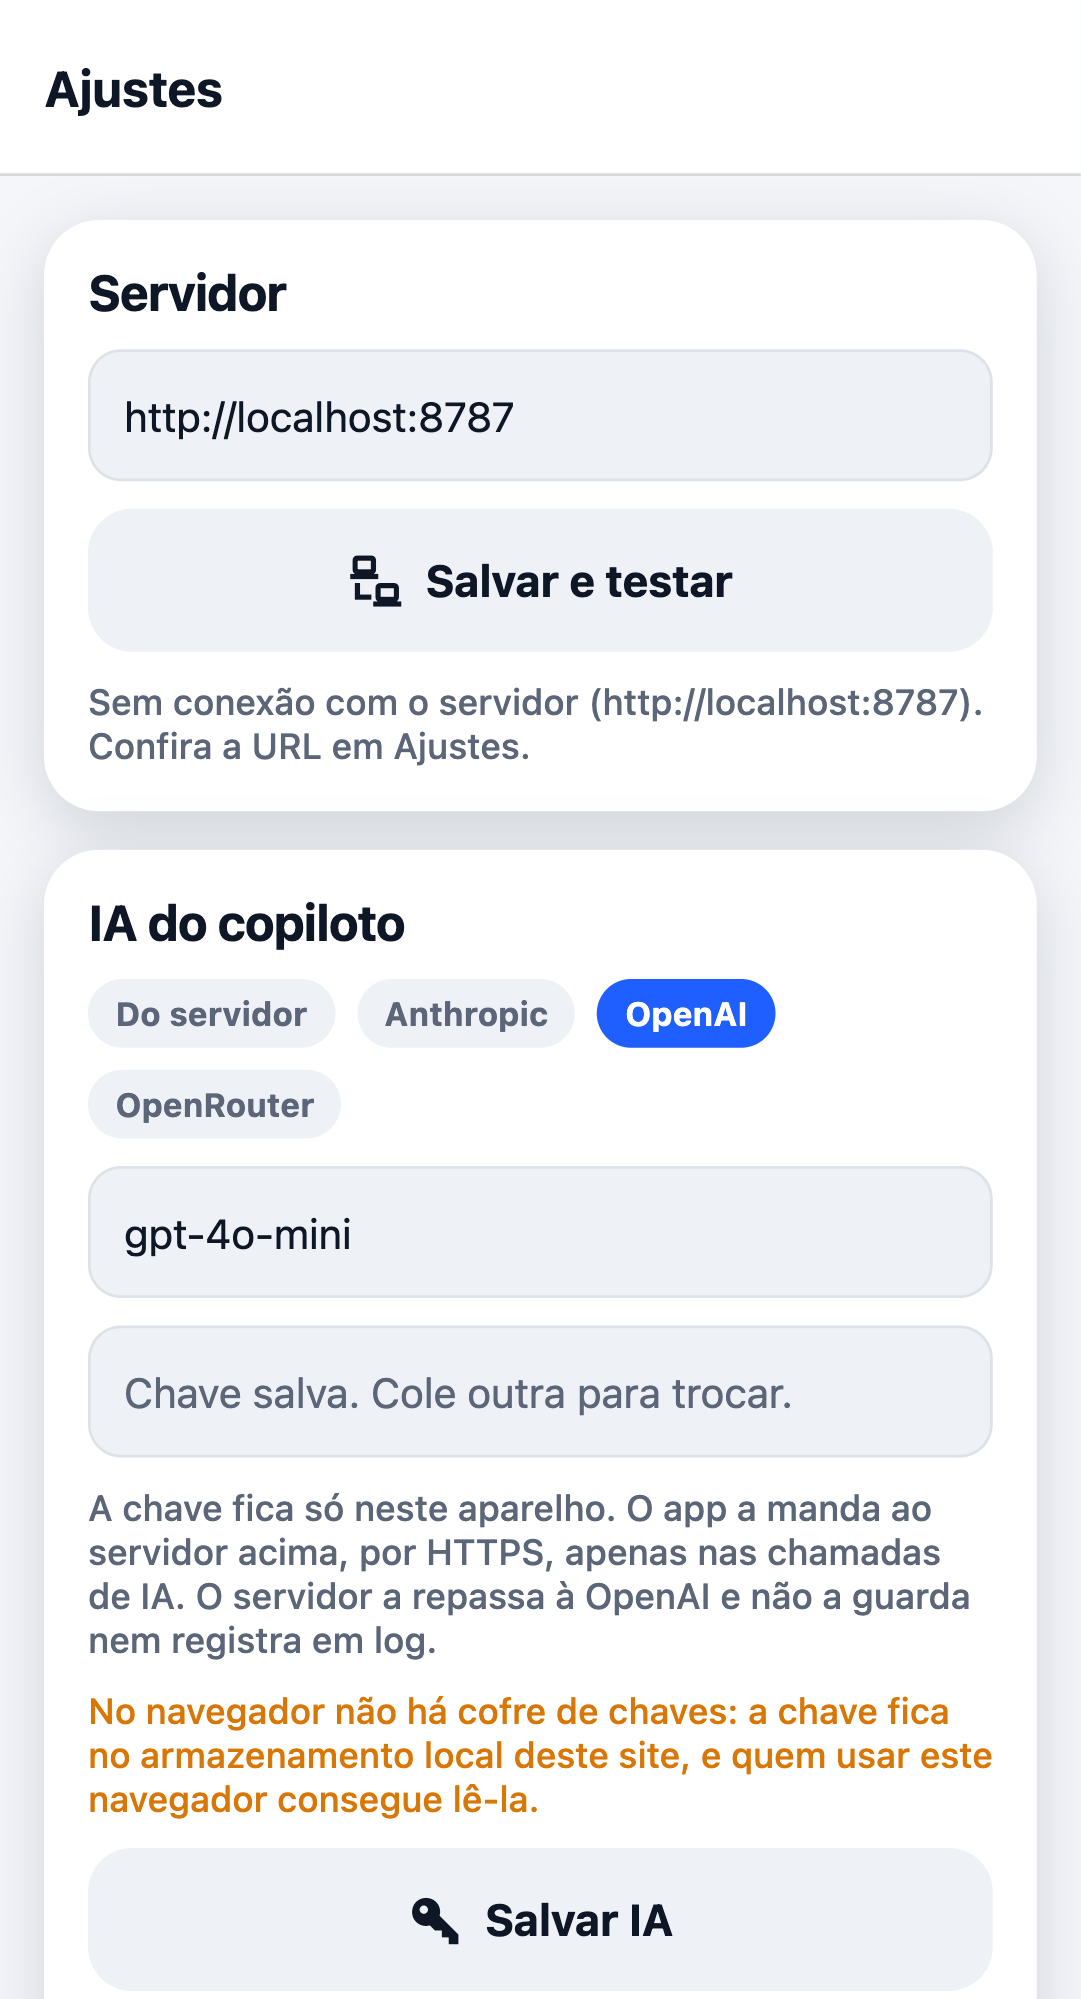 Ajustes
Servidor
http://localhost:8787
Salvar e testar
Sem conexão com o servidor (http://localhost:8787).
Confira a URL em Ajustes.
IA do copiloto
Do servidor
Anthropic
OpenAI
OpenRouter
gpt-4o-mini
Chave salva. Cole outra para trocar.
A chave fica só neste aparelho. O app a manda ao
servidor acima, por HTTPS, apenas nas chamadas
de IA. O servidor a repassa à OpenAI e não a guarda
nem registra em log.
No navegador não há cofre de chaves: a chave fica
no armazenamento local deste site, e quem usar este
navegador consegue lê-la.
Salvar IA